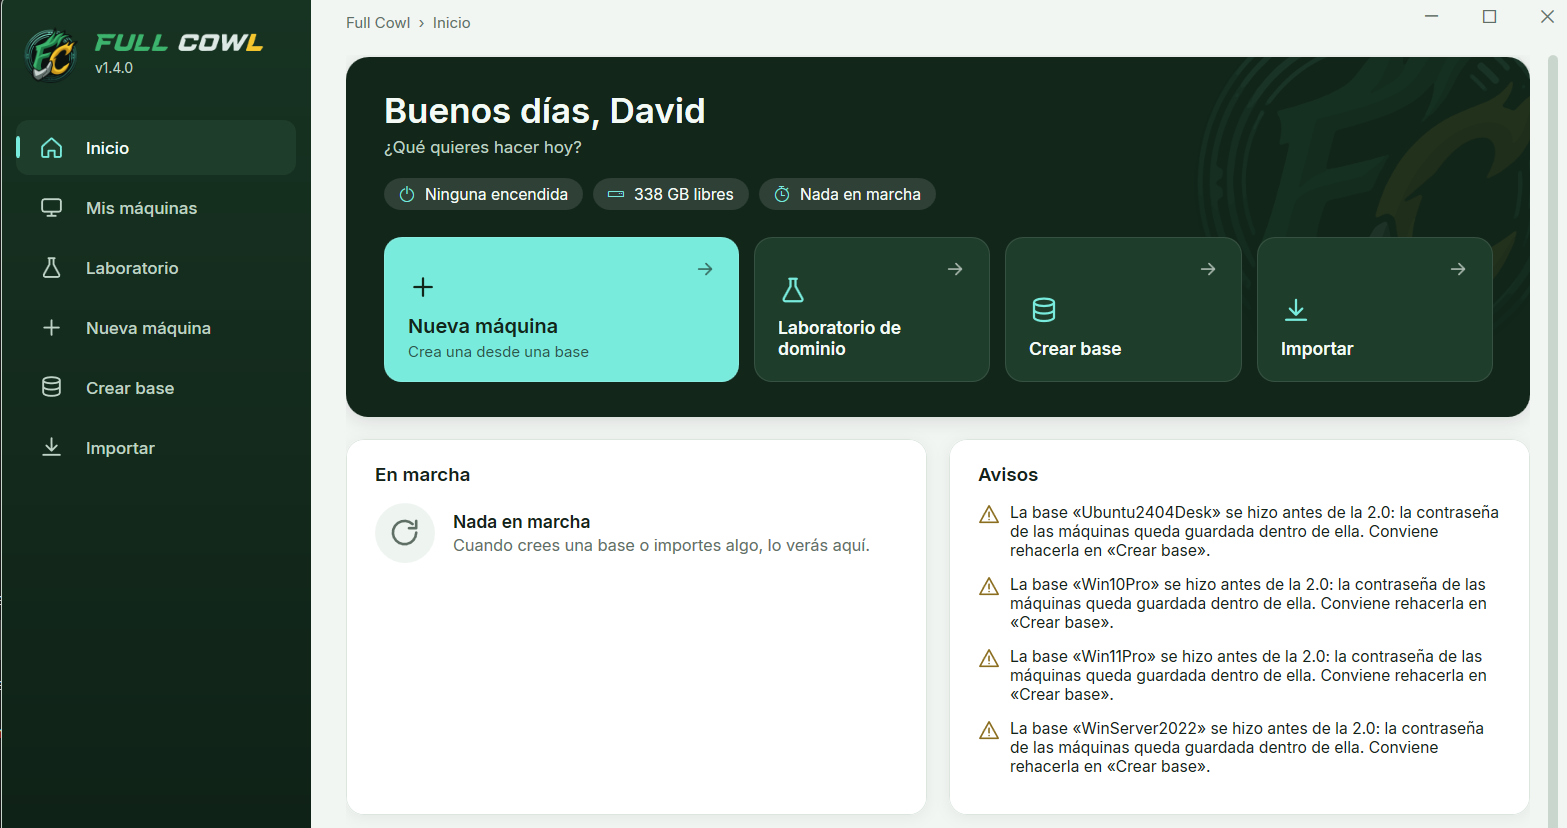 FULL COWL
v1.4.0
Inicio
Mis máquinas
Laboratorio
Nueva máquina
Crear base
Importar
Full Cowl › Inicio
Buenos días, David
¿Qué quieres hacer hoy?
Ninguna encendida
338 GB libres
Nada en marcha
Nueva máquina
Crea una desde una base
Laboratorio de
dominio
Crear base
Importar
En marcha
Nada en marcha
Cuando crees una base o importes algo, lo verás aquí.
Avisos
La base «Ubuntu2404Desk» se hizo antes de la 2.0: la contraseña
de las máquinas queda guardada dentro de ella. Conviene
rehacerla en «Crear base».
La base «Win10Pro» se hizo antes de la 2.0: la contraseña de las
máquinas queda guardada dentro de ella. Conviene rehacerla en
«Crear base».
La base «Win11Pro» se hizo antes de la 2.0: la contraseña de las
máquinas queda guardada dentro de ella. Conviene rehacerla en
«Crear base».
La base «WinServer2022» se hizo antes de la 2.0: la contraseña
de las máquinas queda guardada dentro de ella. Conviene
rehacerla en «Crear base».